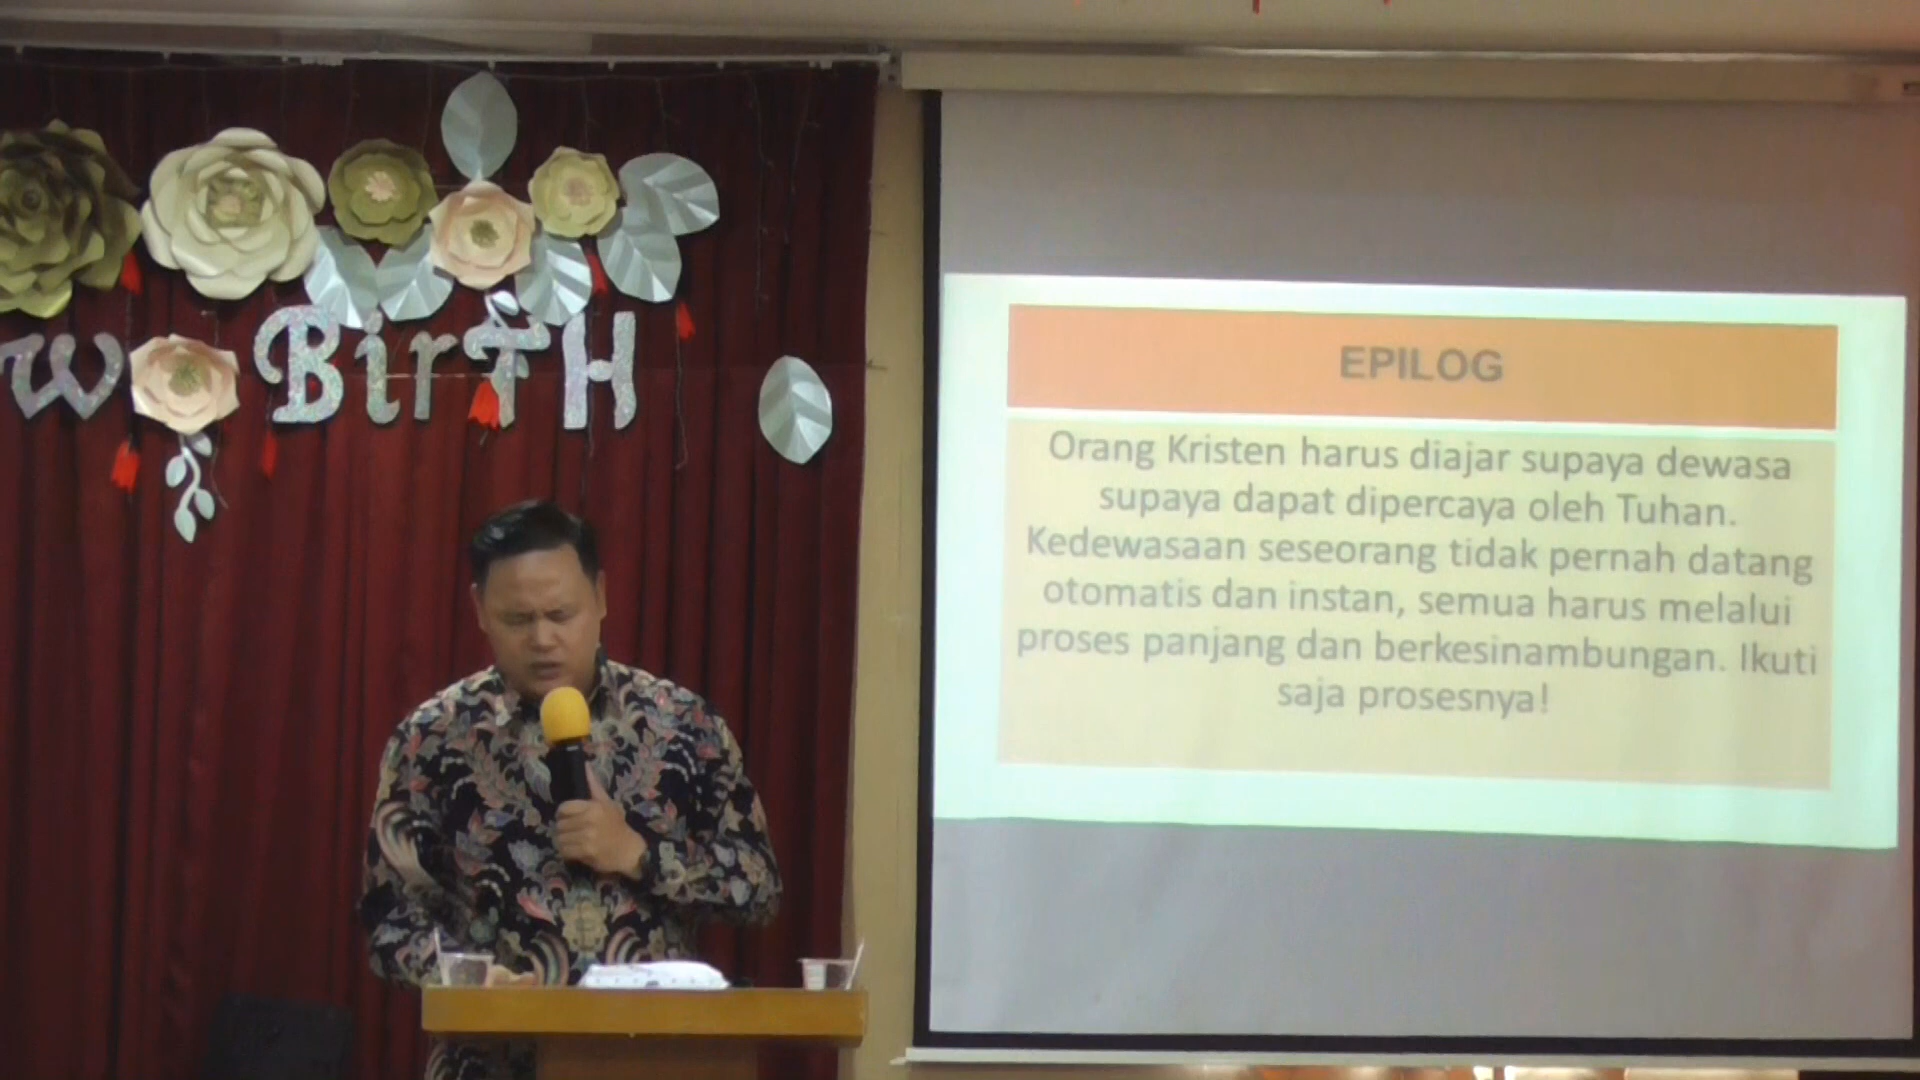 w BirTH
EPILOG
Orang Kristen harus diajar supaya dewasa
supaya dapat dipercaya oleh Tuhan.
Kedewasaan seseorang tidak pernah datang
otomatis dan instan, semua harus melalui
proses panjang dan berkesinambungan. Ikuti
saja prosesnya!